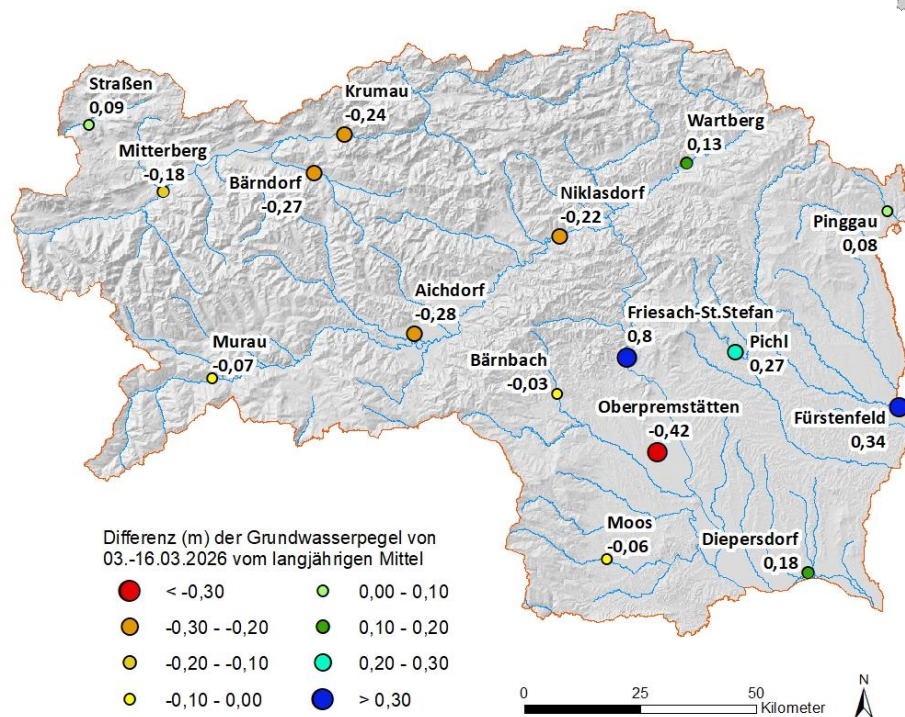 Straßen
0,09
Krumau
-0,24
Wartberg
0,13
Mitterberg
-0,18
Bärndorf
-0,27
Niklasdorf
-0,22
Pinggau
0,08
Aichdorf
-0,28
Friesach-St.Stefan
0,8
Murau
-0,07
Pichl
0,27
Bärnbach
-0,03
Oberpremstätten
-0,42
Fürstenfeld
0,34
Moos
-0,06
Diepersdorf
0,18
Differenz (m) der Grundwasserpegel von
03.-16.03.2026 vom langjährigen Mittel
< -0,30
-0,30 - -0,20
-0,20 - -0,10
-0,10 - 0,00
0,00 - 0,10
0,10 - 0,20
0,20 - 0,30
> 0,30
0 25 50
Kilometer
N